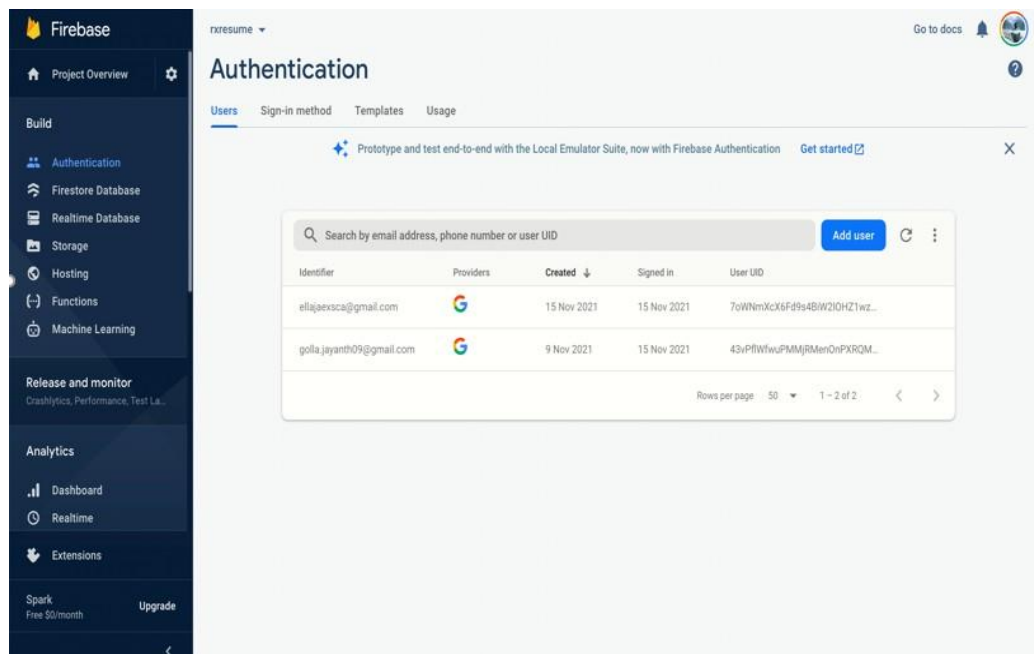 Firebase
Project Overview
Build
Authentication
Firestore Database
Realtime Database
Storage
Hosting
Functions
Machine Learning
Release and monitor
Crashlytics, Performance, Test La...
Analytics
Dashboard
Realtime
Extensions
Spark
Free $0/month
Upgrade
rxresume
Go to docs
Authentication
Users Sign-in method Templates Usage
Prototype and test end-to-end with the Local Emulator Suite, now with Firebase Authentication Get started
Search by email address, phone number or user UID
Add user
Identifier Providers Created Signed in User UID
ellajaexsca@gmail.com 15 Nov 2021 15 Nov 2021
golla.jayanth09@gmail.com 9 Nov 2021 15 Nov 2021
Rows per page 50 1 – 2 of 2